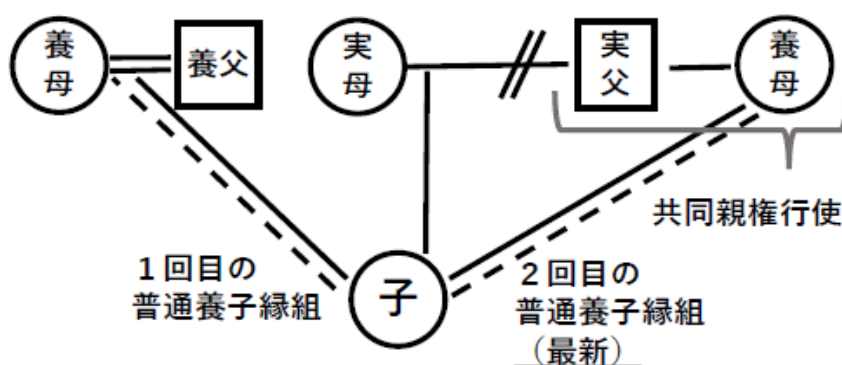 養母
養父
実母
実父
養母
共同親権行使
1回目の
普通養子縁組
子
2回目の
普通養子縁組
（最新）